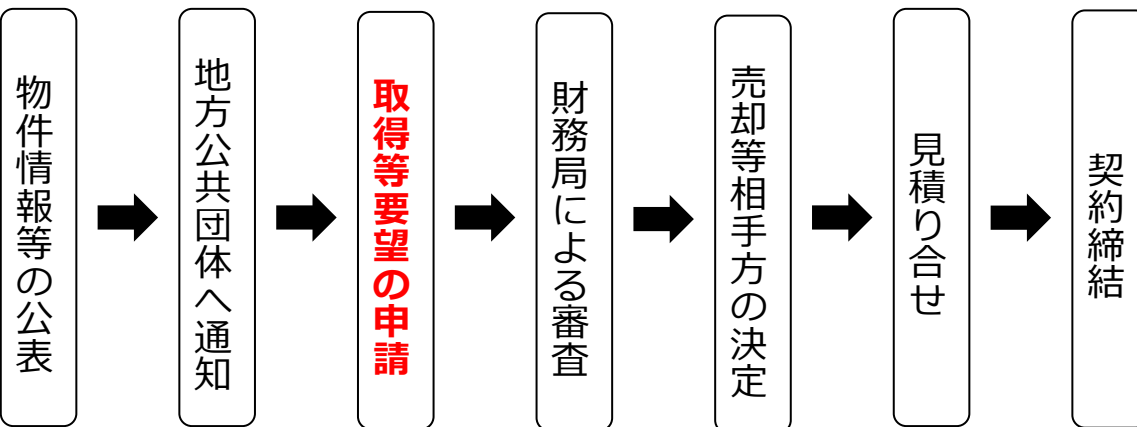 物件情報等の公表
地方公共団体へ通知
取得等要望の申請
財務局による審査
売却等相手方の決定
見積り合せ
契約締結